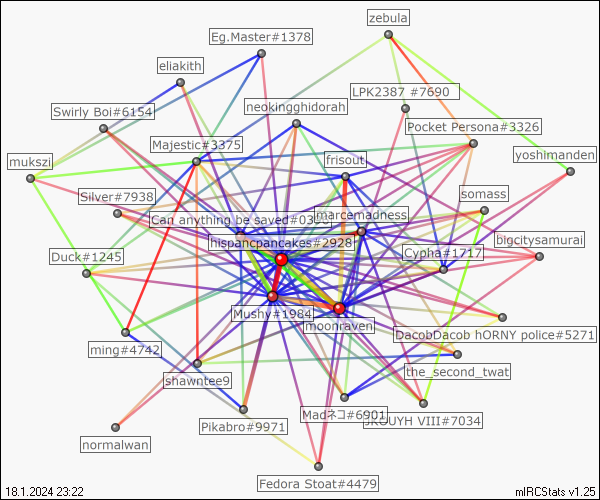 zebula
Eg.Master#1378
eliakith
LPK2387 #7690
neokingghidorah
Swirly Boi#6154
Pocket Persona#3326
Majestic#3375
frisout
yoshimanden
mukszi
Silver#7938
somass
Can anything be saved#03
marcemadness
hispancpancakes#2928
bigcitysamurai
Duck#1245
Cypha#1717
Mushy#1984
moonraven
DacobDacob hORNY police#5271
ming#4742
the_second_twat
shawntee9
Madネコ#6901
JKOUYH VIII#7034
Pikabro#9971
normalwan
Fedora Stoat#4479
18.1.2024 23:22
mIRCStats v1.25